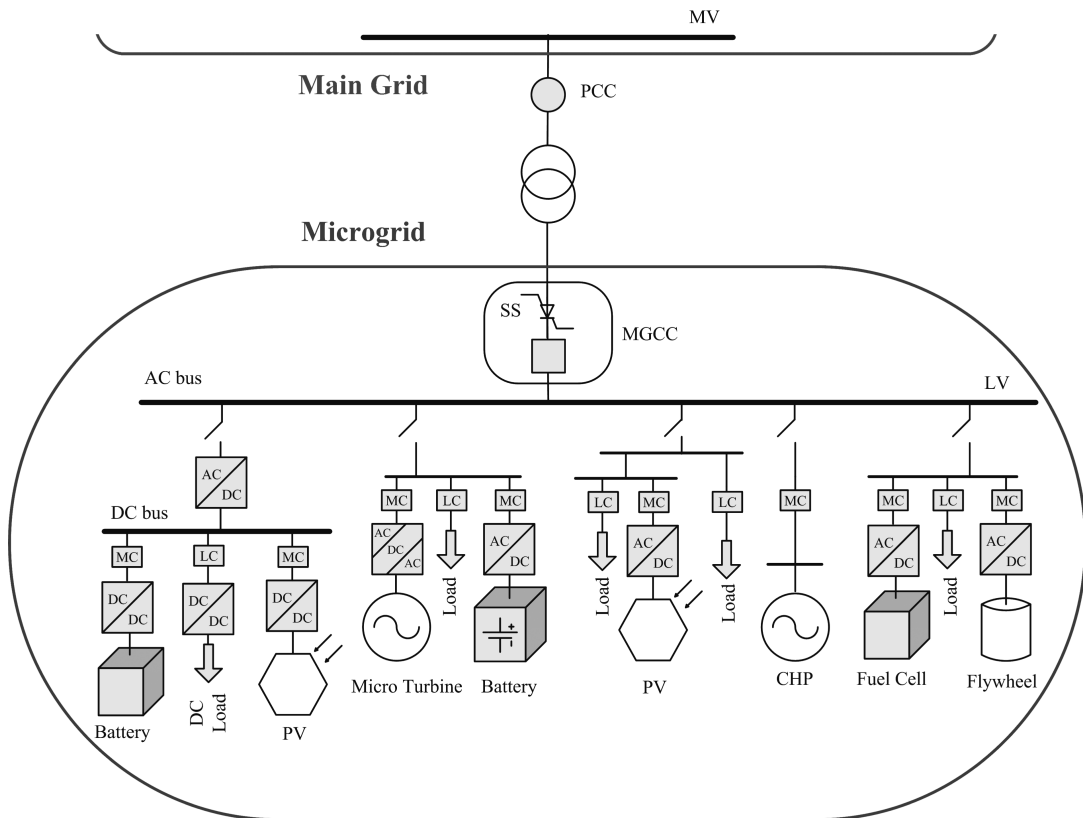 MV
Main Grid
PCC
Microgrid
SS
MGCC
AC bus
LV
AC
DC
DC bus
MC
LC
MC
DC
DC
DC
DC
DC
DC
Battery
DC
Load
PV
MC
LC
MC
AC
DC
AC
Load
AC
DC
Micro Turbine
Battery
LC
MC
LC
AC
DC
Load
Load
PV
MC
CHP
MC
LC
MC
AC
DC
Load
AC
DC
Fuel Cell
Flywheel